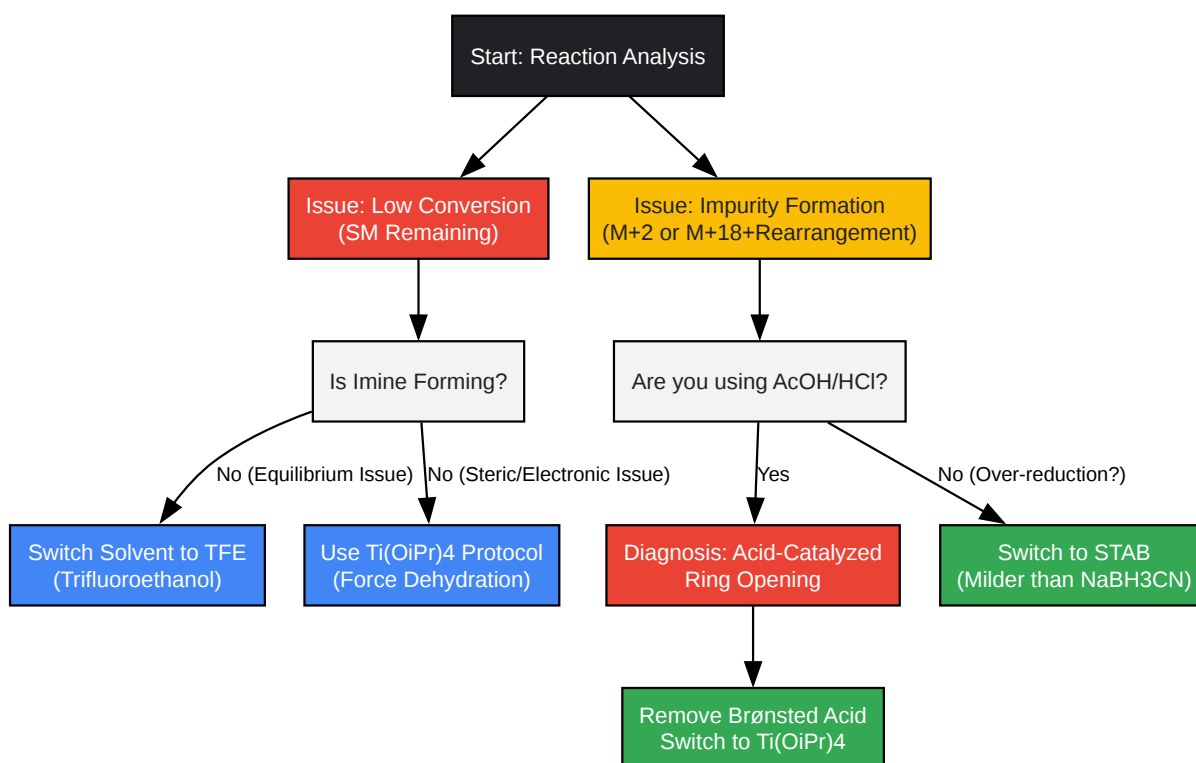 Start: Reaction Analysis
Issue: Low Conversion
(SM Remaining)
Issue: Impurity Formation
(M+2 or M+18+Rearrangement)
Is Imine Forming?
Are you using AcOH/HCl?
No (Equilibrium Issue)
No (Steric/Electronic Issue)
Yes
No (Over-reduction?)
Switch Solvent to TFE
(Trifluoroethanol)
Use Ti(OiPr)4 Protocol
(Force Dehydration)
Diagnosis: Acid-Catalyzed
Ring Opening
Switch to STAB
(Milder than NaBH3CN)
Remove Brønsted Acid
Switch to Ti(OiPr)4